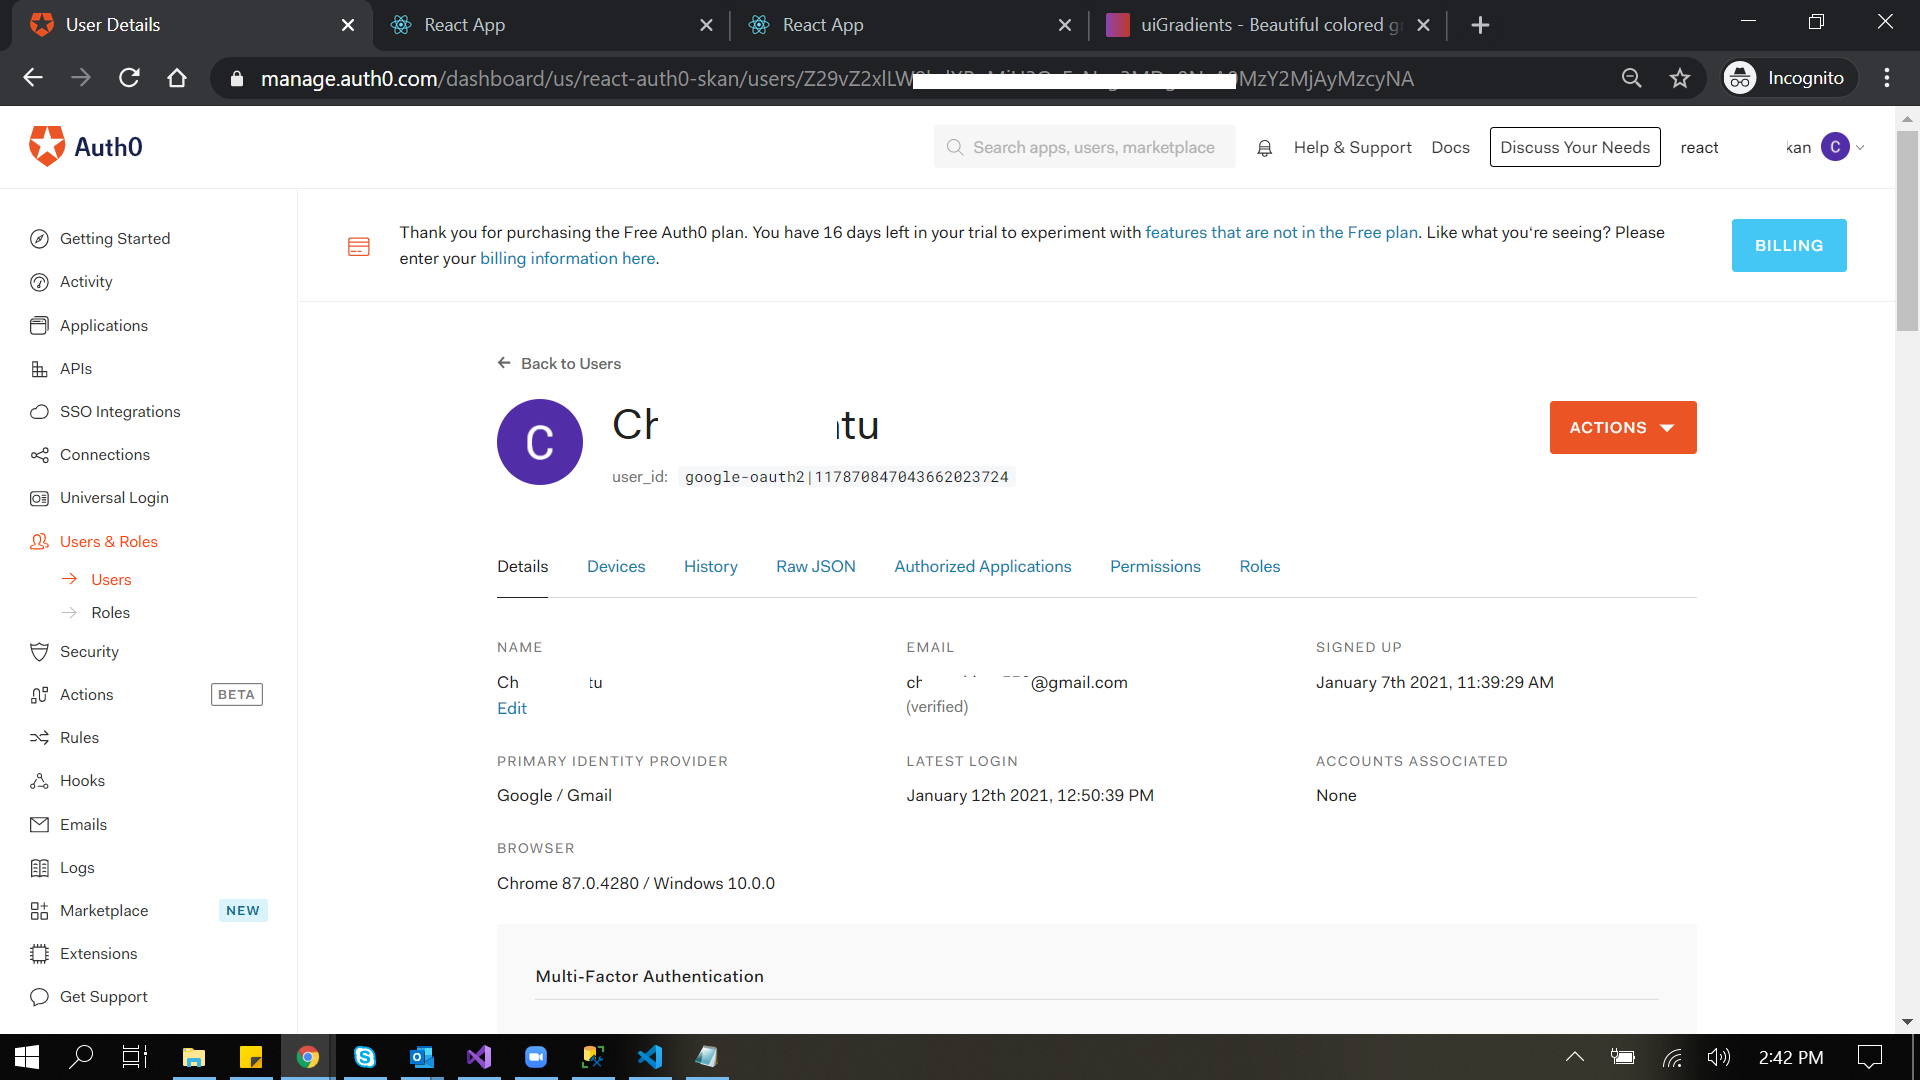 User Details
React App
React App
uiGradients - Beautiful colored g
manage.auth0.com/dashboard/us/react-auth0-skan/users/Z29vZ2xlLW MzY2MjAyMzcyNA
Incognito
Auth0
Search apps, users, marketplace
Help & Support
Docs
Discuss Your Needs
react kan
C
Getting Started
Activity
Applications
APIs
SSO Integrations
Connections
Universal Login
Users & Roles
Users
Roles
Security
Actions BETA
Rules
Hooks
Emails
Logs
Marketplace NEW
Extensions
Get Support
Thank you for purchasing the Free Auth0 plan. You have 16 days left in your trial to experiment with features that are not in the Free plan. Like what you're seeing? Please
enter your billing information here.
BILLING
Back to Users
C
Ch tu
user_id: google-oauth2|117870847043662023724
ACTIONS
Details Devices History Raw JSON Authorized Applications Permissions Roles
NAME
Ch tu
Edit
EMAIL
ch @gmail.com
(verified)
SIGNED UP
January 7th 2021, 11:39:29 AM
PRIMARY IDENTITY PROVIDER
Google / Gmail
LATEST LOGIN
January 12th 2021, 12:50:39 PM
ACCOUNTS ASSOCIATED
None
BROWSER
Chrome 87.0.4280 / Windows 10.0.0
Multi-Factor Authentication
2:42 PM